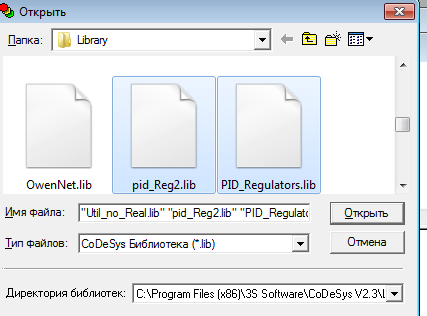 Открыть
Папка: Library
OwenNet.lib pid_Reg2.lib PID_Regulators.lib
Имя файла: "Util_no_Real.lib" "pid_Reg2.lib" "PID_Regulato Открыть
Тип файлов: CoDeSys Библиотека (*.lib) Отмена
Директория библиотек: C:\Program Files (x86)\3S Software\CoDeSys V2.3\L